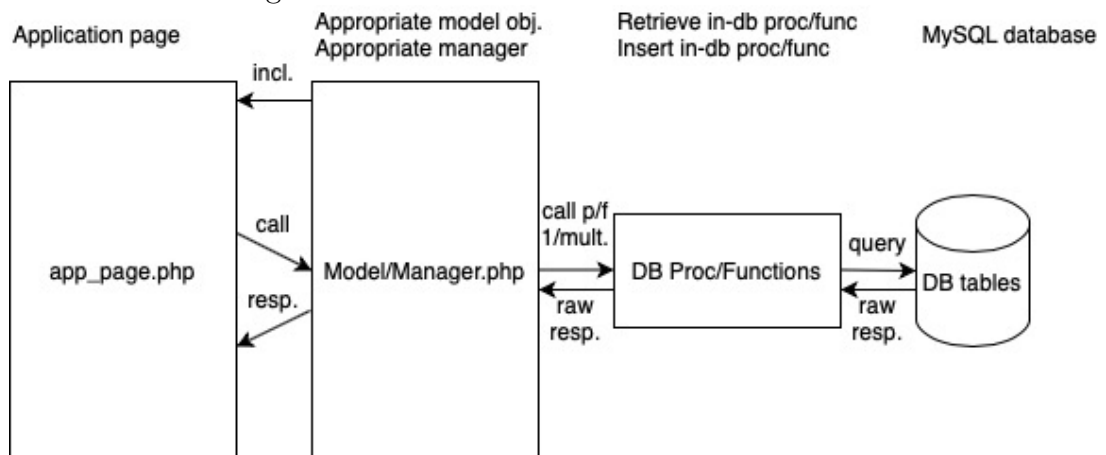 Application page
Appropriate model obj.
Appropriate manager
Retrieve in-db proc/func
Insert in-db proc/func
MySQL database
incl.
call
resp.
app_page.php
Model/Manager.php
call p/f
1/mult.
raw
resp.
DB Proc/Functions
query
raw
resp.
DB tables